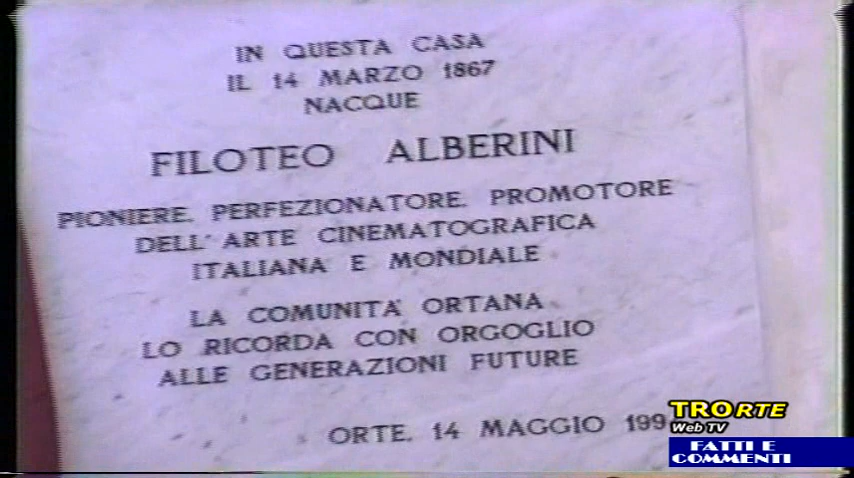 IN QUESTA CASA
IL 14 MARZO 1867
NACQUE
FILOTEO ALBERINI
PIONIERE, PERFEZIONATORE, PROMOTORE
DELL'ARTE CINEMATOGRAFICA
ITALIANA E MONDIALE
LA COMUNITA' ORTANA
LO RICORDA CON ORGOGLIO
ALLE GENERAZIONI FUTURE
ORTE, 14 MAGGIO
TRORTE
Web TV
FATTI E
COMMENTI